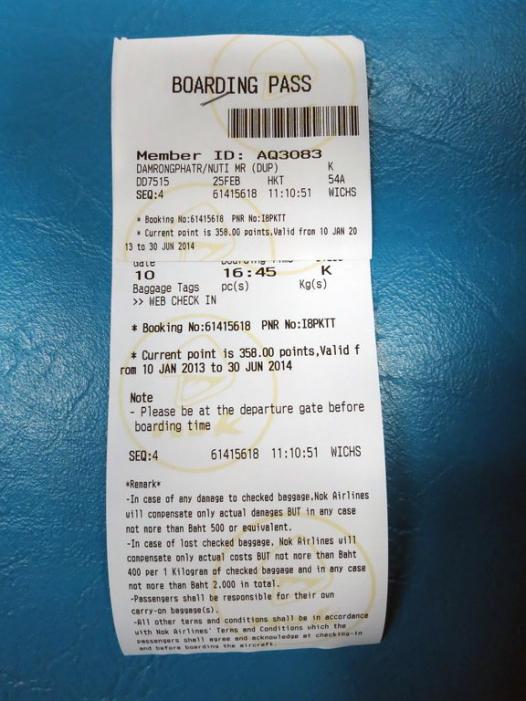 BOARDING PASS
Member ID: AQ3083
DAMRONGPHATR/NUTI MR (DUP) K
DD7515 25FEB HKT 54A
SEQ:4 61415618 11:10:51 WICHS
* Booking No:61415618 PNR No:I8PKTT
* Current point is 358.00 points,Valid from 10 JAN 20
13 to 30 JUN 2014
Gate Boarding Time
10 16:45 K
Baggage Tags pc(s) Kg(s)
>> WEB CHECK IN
* Booking No:61415618 PNR No:I8PKTT
* Current point is 358.00 points,Valid f
rom 10 JAN 2013 to 30 JUN 2014
Note
- Please be at the departure gate before
boarding time
SEQ:4 61415618 11:10:51 WICHS
*Remark*
-In case of any damage to checked baggage,Nok Airlines
will compensate only actual damages BUT in any case
not more than Baht 500 or equivalent.
-In case of lost checked baggage, Nok Airlines will
compensate only actual costs BUT not more than Baht
400 per 1 Kilogram of checked baggage and in any case
not more than Baht 2.000 in total.
-Passengers shall be responsible for their own
carry-on baggage(s).
-All other terms and conditions shall be in accordance
with Nok Airlines' Terms and Conditions which the
passengers shall agree and acknowledge at checking-in
and before boarding the aircraft.